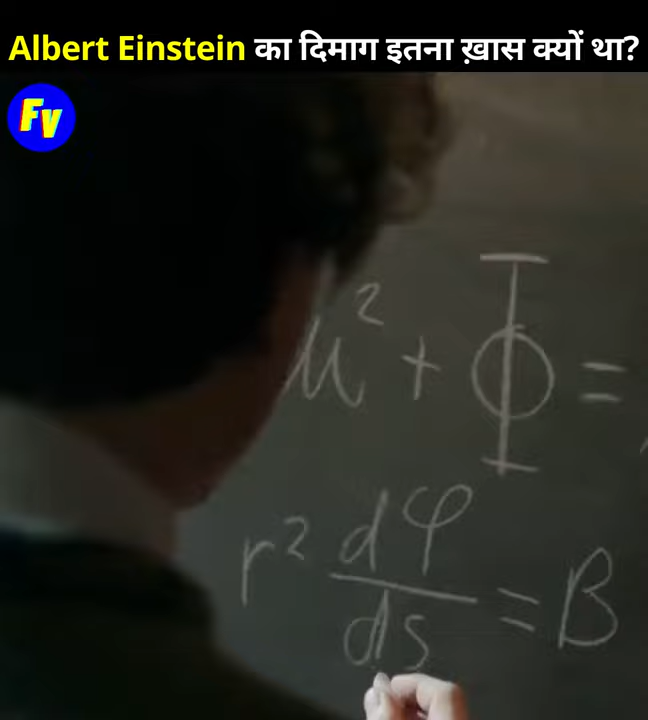 Albert Einstein का दिमाग इतना ख़ास क्यों था?
FV
u² + Φ =
r² dφ/ds = B